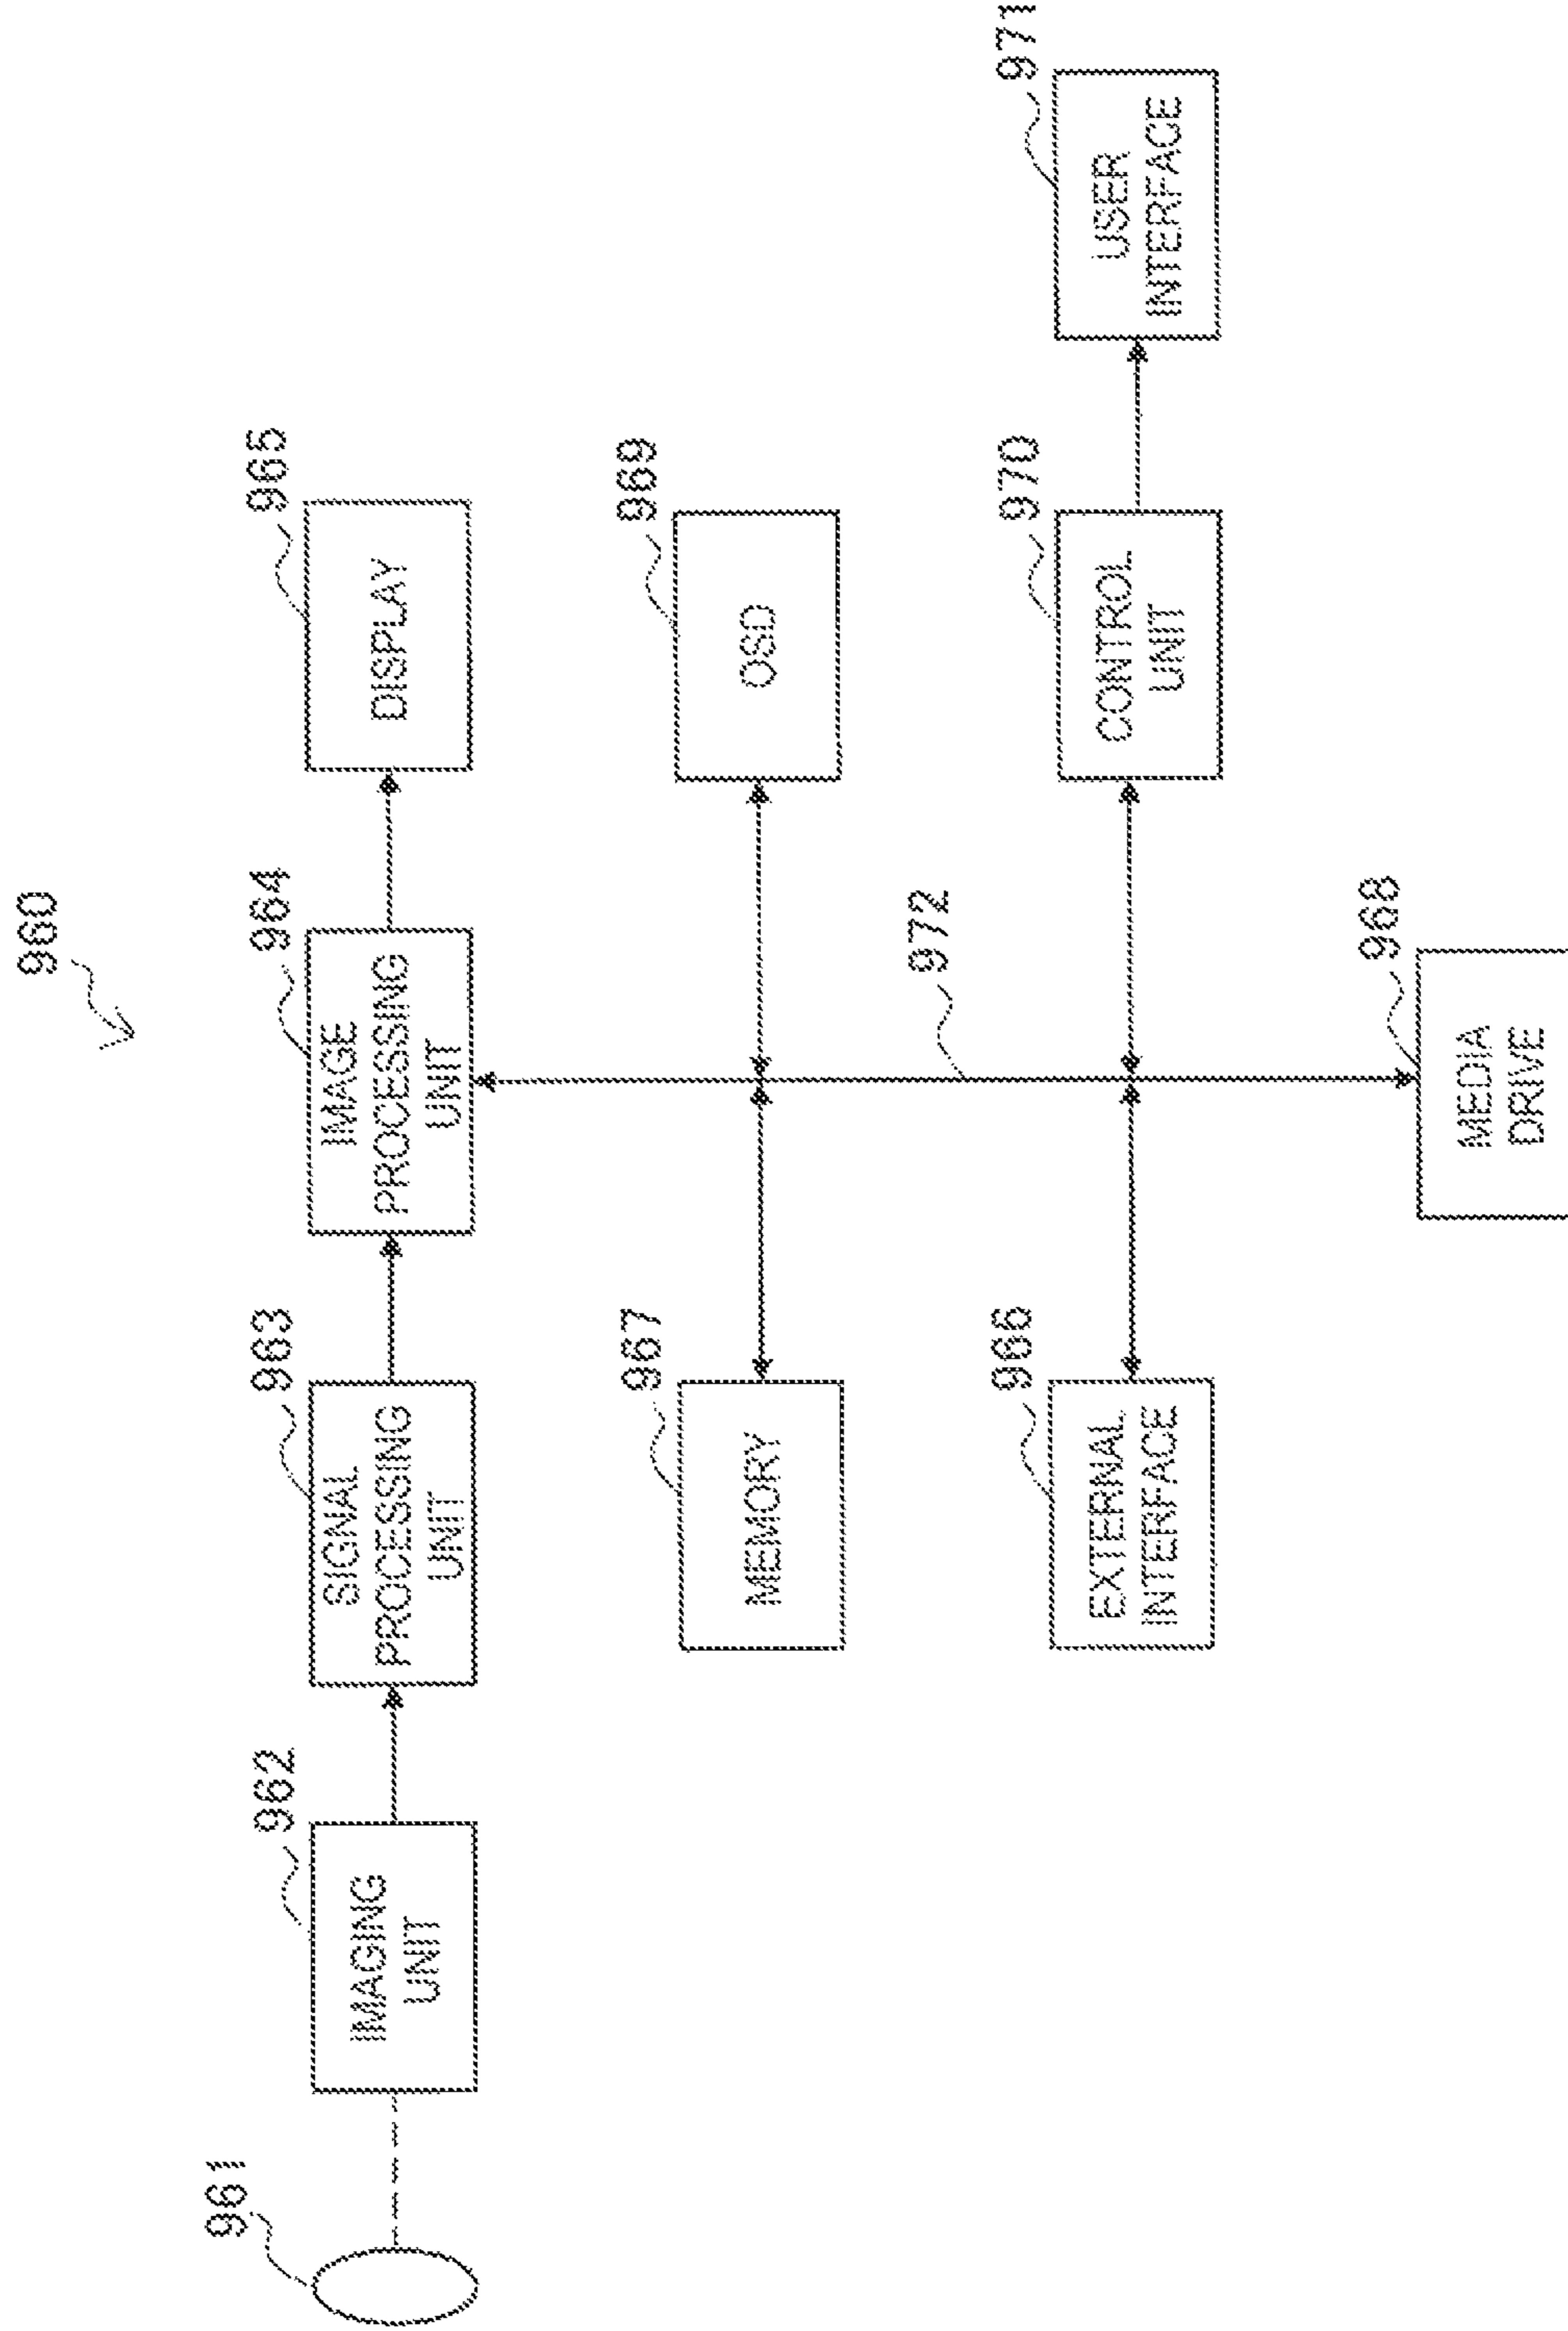 960
961
962
IMAGING
UNIT
963
SIGNAL
PROCESSING
UNIT
964
IMAGE
PROCESSING
UNIT
965
DISPLAY
967
MEMORY
969
OSD
972
966
EXTERNAL
INTERFACE
970
CONTROL
UNIT
971
USER
INTERFACE
968
MEDIA
DRIVE